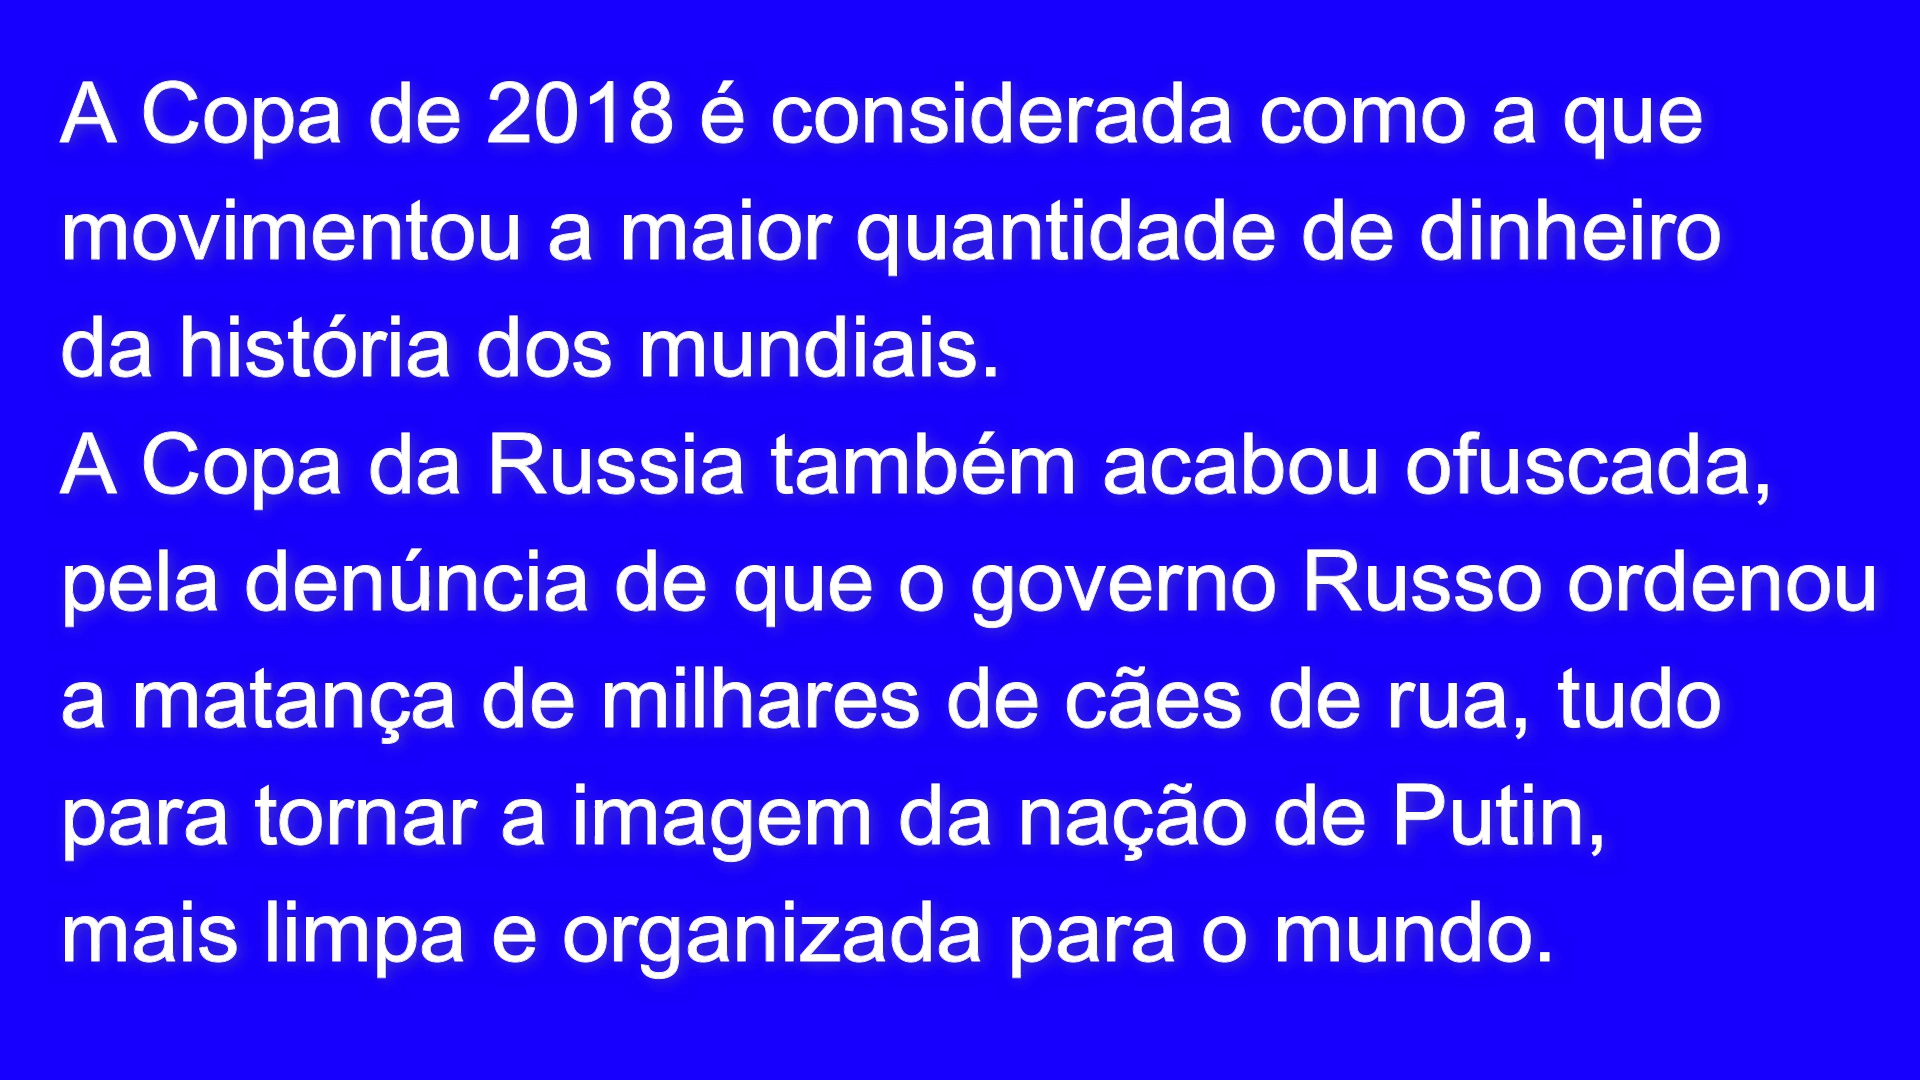 A Copa de 2018 é considerada como a que
movimentou a maior quantidade de dinheiro
da história dos mundiais.
A Copa da Russia também acabou ofuscada,
pela denúncia de que o governo Russo ordenou
a matança de milhares de cães de rua, tudo
para tornar a imagem da nação de Putin,
mais limpa e organizada para o mundo.